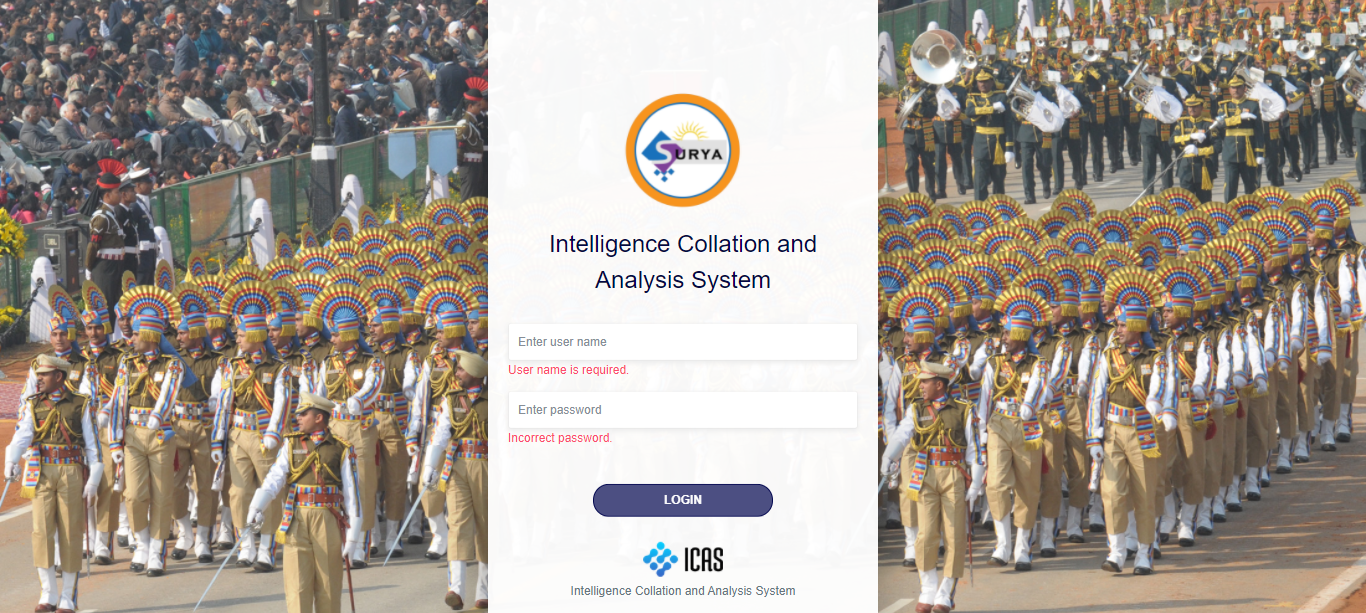 SURYA
Intelligence Collation and
Analysis System
Enter user name
User name is required.
Enter password
Incorrect password.
LOGIN
ICAS
Intelligence Collation and Analysis System